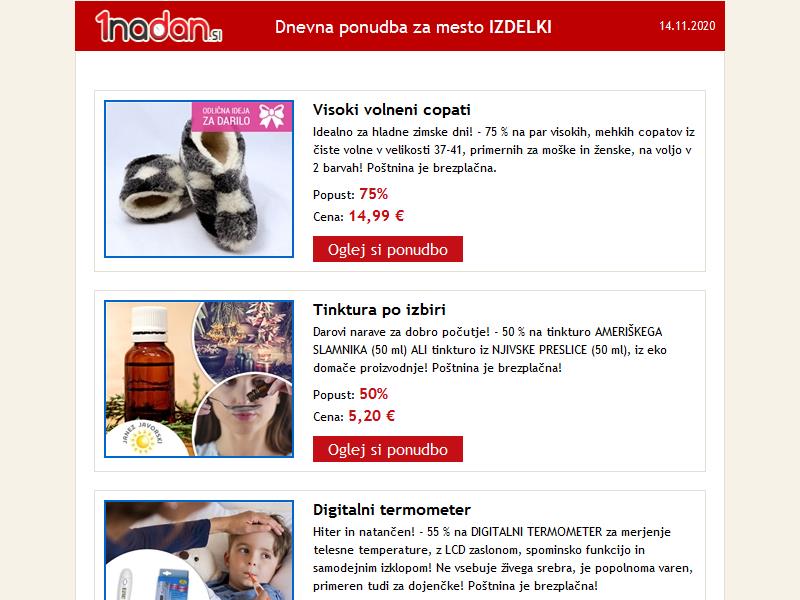 1nadan.si
Dnevna ponudba za mesto IZDELKI
14.11.2020
ODLIČNA IDEJA
ZA DARILO
Visoki volneni copati
Idealno za hladne zimske dni! - 75 % na par visokih, mehkih copatov iz
čiste volne v velikosti 37-41, primernih za moške in ženske, na voljo v
2 barvah! Poštnina je brezplačna.
Popust: 75%
Cena: 14,99 €
Oglej si ponudbo
JANEZ JAVORSKI
Tinktura po izbiri
Darovi narave za dobro počutje! - 50 % na tinkturo AMERIŠKEGA
SLAMNIKA (50 ml) ALI tinkturo iz NJIVSKE PRESLICE (50 ml), iz eko
domače proizvodnje! Poštnina je brezplačna!
Popust: 50%
Cena: 5,20 €
Oglej si ponudbo
Digitalni termometer
Hiter in natančen! - 55 % na DIGITALNI TERMOMETER za merjenje
telesne temperature, z LCD zaslonom, spominsko funkcijo in
samodejnim izklopom! Ne vsebuje živega srebra, je popolnoma varen,
primeren tudi za dojenčke! Poštnina je brezplačna!